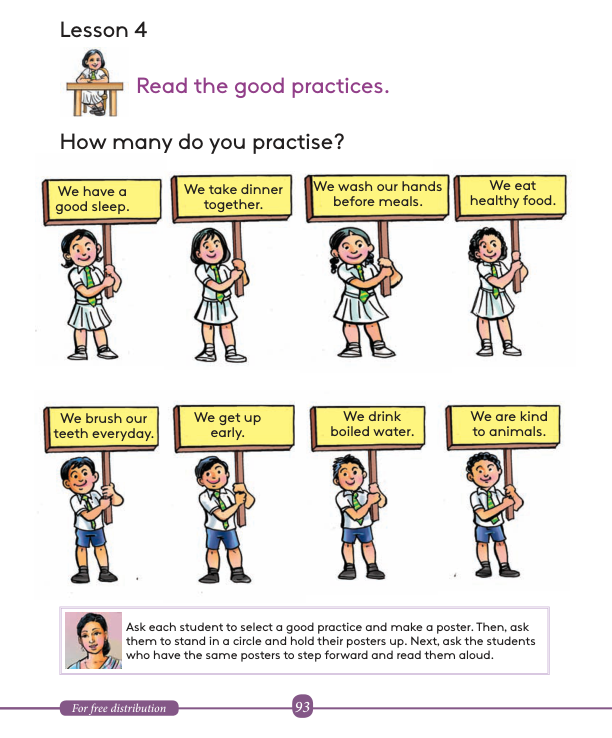 Lesson 4
Read the good practices.
How many do you practise?
We have a
good sleep.
We take dinner
together.
We wash our hands
before meals.
We eat
healthy food.
We brush our
teeth everyday.
We get up
early.
We drink
boiled water.
We are kind
to animals.
Ask each student to select a good practice and make a poster. Then, ask
them to stand in a circle and hold their posters up. Next, ask the students
who have the same posters to step forward and read them aloud.
For free distribution
93